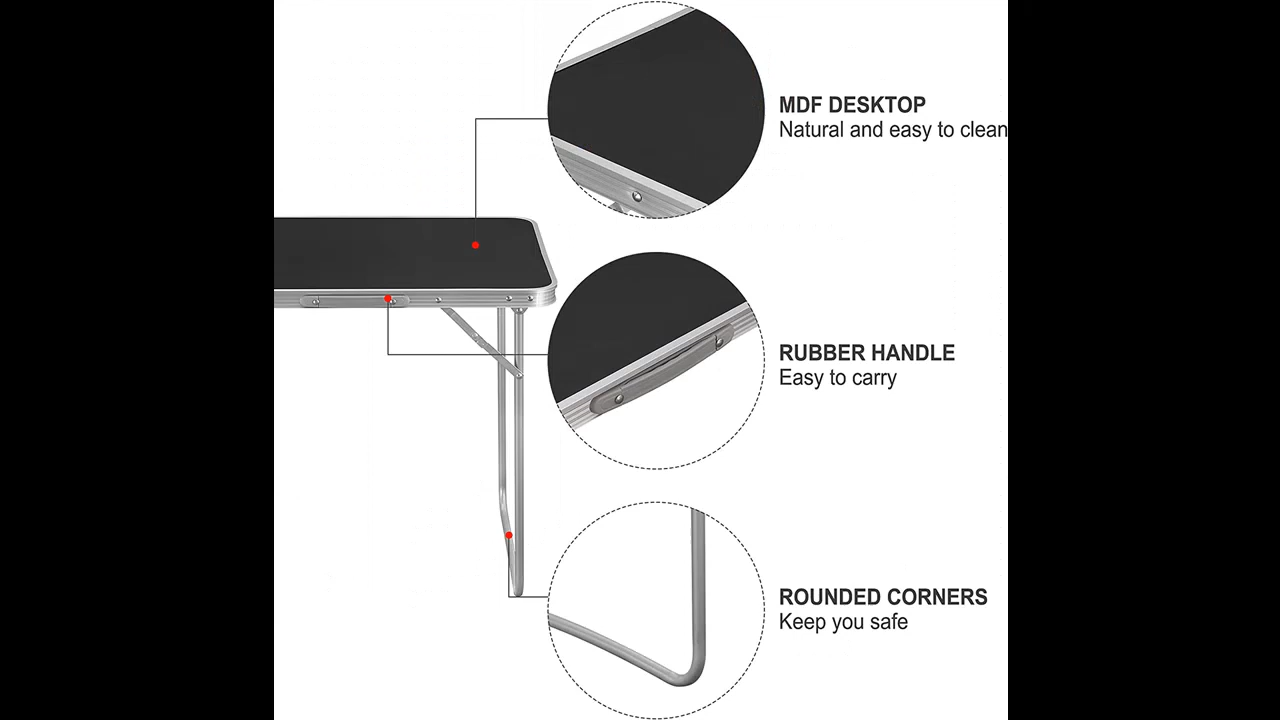 MDF DESKTOP
Natural and easy to clean
RUBBER HANDLE
Easy to carry
ROUNDED CORNERS
Keep you safe